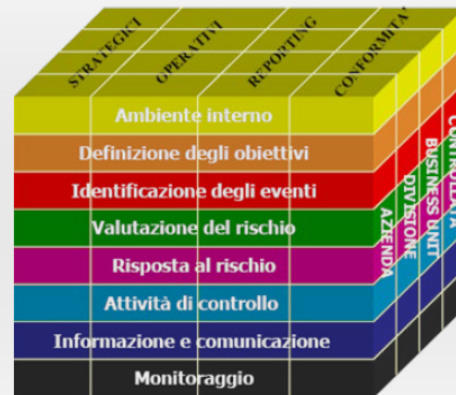 STRATEGICI
OPERATIVI
REPORTING
CONFORMITA'
Ambiente interno
Definizione degli obiettivi
Identificazione degli eventi
Valutazione del rischio
Risposta al rischio
Attività di controllo
Informazione e comunicazione
Monitoraggio
AZIENDA
DIVISIONE
BUSINESS UNIT
CONTROLLATA